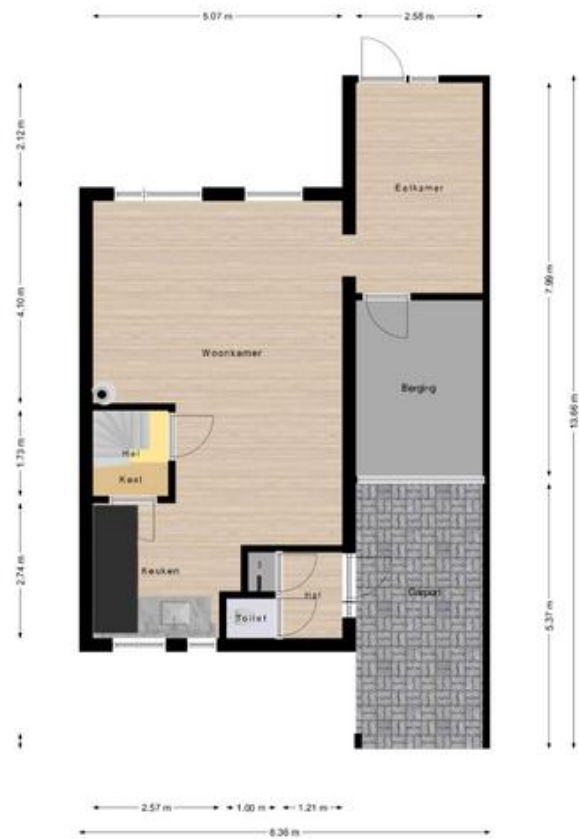 5.07 m
2.58 m
2.12 m
Eetkamer
7.99 m
4.10 m
Woonkamer
Berging
13.66 m
1.73 m
Hal
Kast
2.74 m
Keuken
Hal
Carport
Toilet
5.37 m
2.57 m
1.00 m
1.21 m
8.36 m